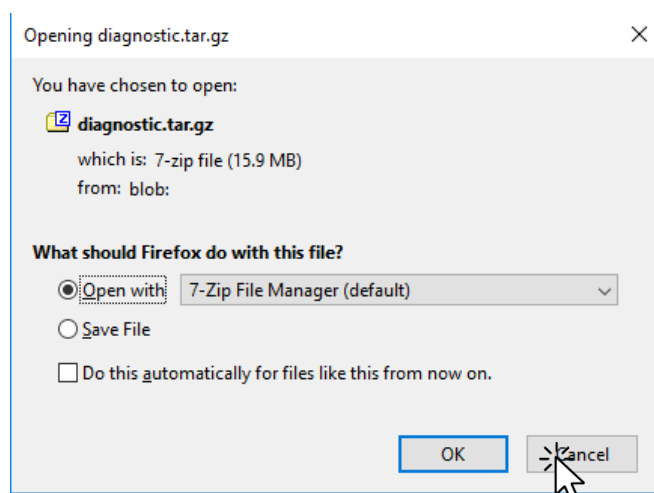 Opening diagnostic.tar.gz
You have chosen to open:
diagnostic.tar.gz
which is: 7-zip file (15.9 MB)
from: blob:
What should Firefox do with this file?
Open with 7-Zip File Manager (default)
Save File
Do this automatically for files like this from now on.
OK Cancel